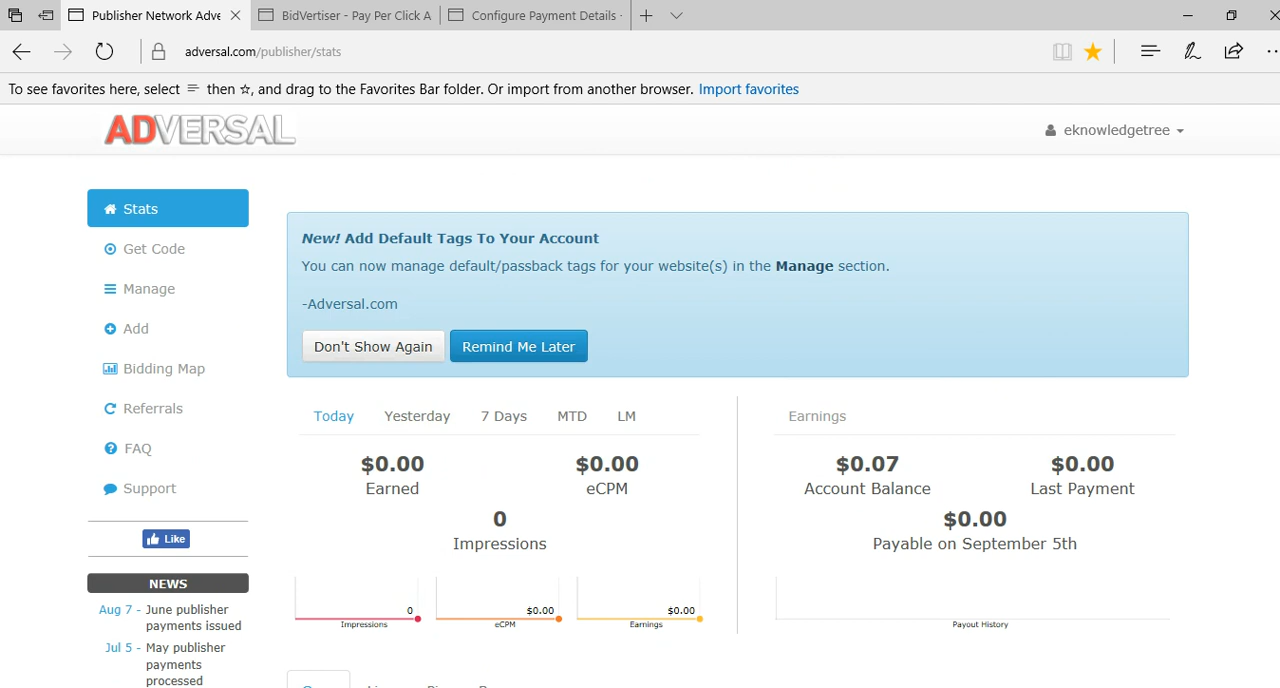 Publisher Network Adve
BidVertiser - Pay Per Click A
Configure Payment Details -
adversal.com/publisher/stats
To see favorites here, select then ☆, and drag to the Favorites Bar folder. Or import from another browser. Import favorites
ADVERSAL
eknowledgetree
Stats
Get Code
Manage
Add
Bidding Map
Referrals
FAQ
Support
Like
NEWS
Aug 7 - June publisher
payments issued
Jul 5 - May publisher
payments
processed
New! Add Default Tags To Your Account
You can now manage default/passback tags for your website(s) in the Manage section.
-Adversal.com
Don't Show Again
Remind Me Later
Today Yesterday 7 Days MTD LM
$0.00 $0.00
Earned eCPM
0
Impressions
0 $0.00 $0.00
Impressions eCPM Earnings
Earnings
$0.07 $0.00
Account Balance Last Payment
$0.00
Payable on September 5th
Payout History